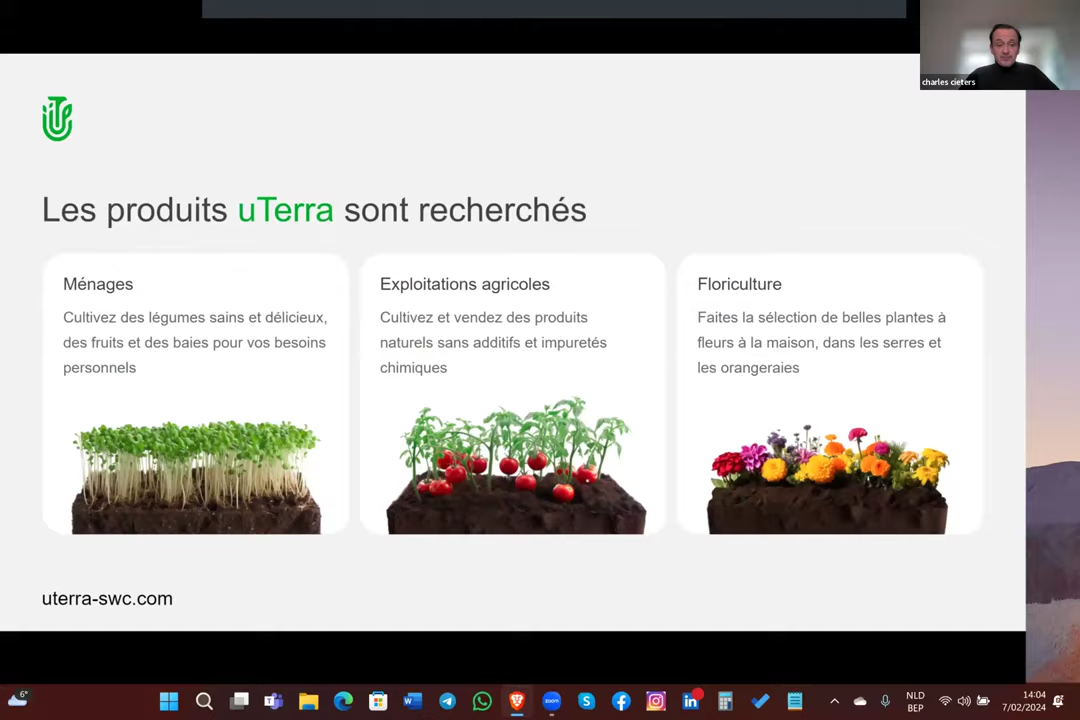 charles cieters
Les produits uTerra sont recherchés
Ménages
Cultivez des légumes sains et délicieux,
des fruits et des baies pour vos besoins
personnels
Exploitations agricoles
Cultivez et vendez des produits
naturels sans additifs et impuretés
chimiques
Floriculture
Faites la sélection de belles plantes à
fleurs à la maison, dans les serres et
les orangeraies
uterra-swc.com
6°
zoom
NLD
BEP
14:04
7/02/2024